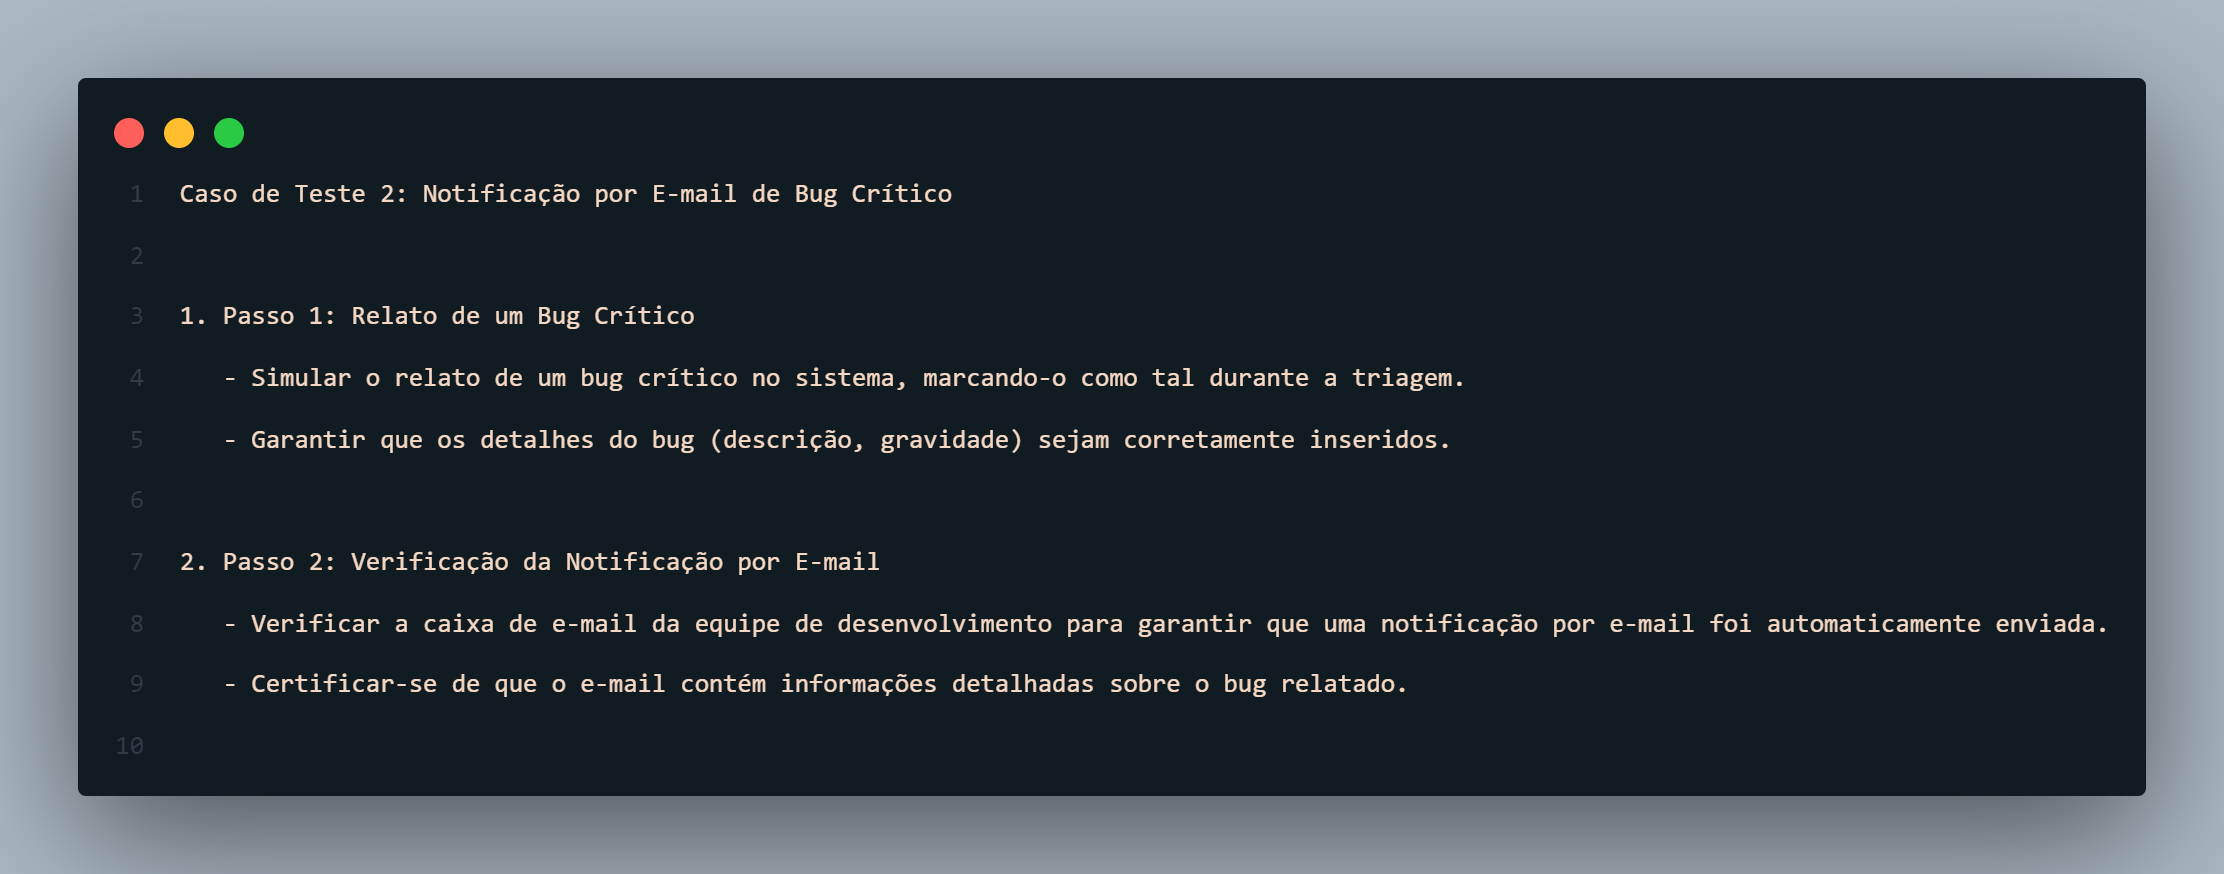 1 Caso de Teste 2: Notificação por E-mail de Bug Crítico
2
3 1. Passo 1: Relato de um Bug Crítico
4 - Simular o relato de um bug crítico no sistema, marcando-o como tal durante a triagem.
5 - Garantir que os detalhes do bug (descrição, gravidade) sejam corretamente inseridos.
6
7 2. Passo 2: Verificação da Notificação por E-mail
8 - Verificar a caixa de e-mail da equipe de desenvolvimento para garantir que uma notificação por e-mail foi automaticamente enviada.
9 - Certificar-se de que o e-mail contém informações detalhadas sobre o bug relatado.
10